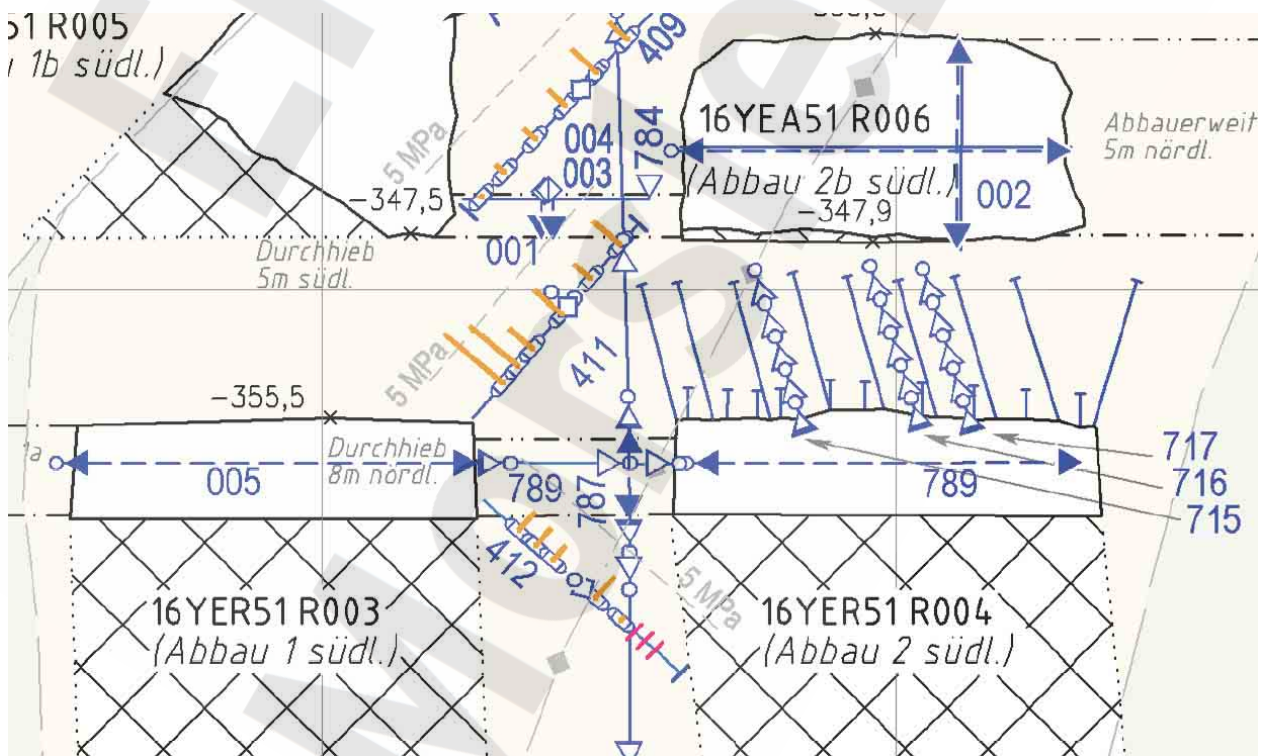 51 R005
1b südl.)
409
004
003
784
5 MPa
16YEA51 R006
(Abbau 2b südl.)
-347,9
002
Abbauerweit
5m nördl.
-347,5
001
Durchhieb
5m südl.
411
5 MPa
-355,5
1a
005
Durchhieb
8m nördl.
789
787
789
717
716
715
412
5 MPa
16YER51 R003
(Abbau 1 südl.)
16YER51 R004
(Abbau 2 südl.)